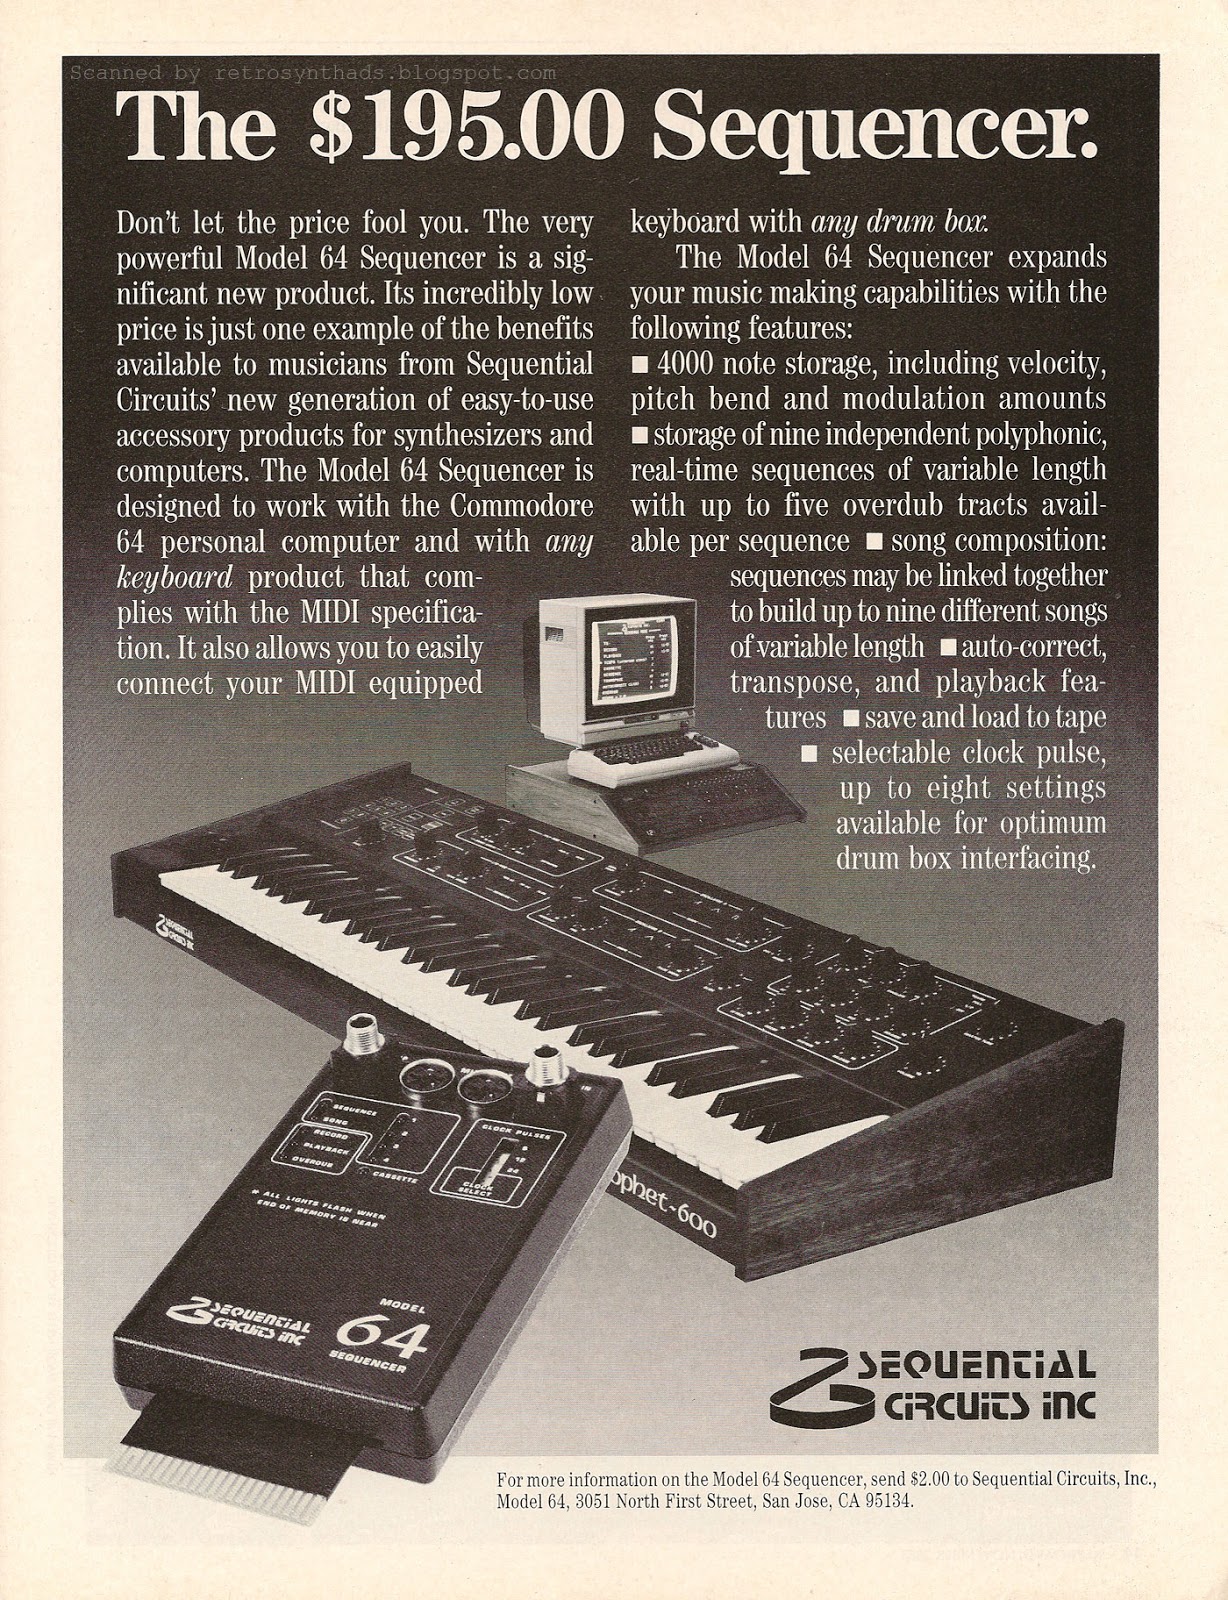 Scanned by retrosynthads.blogspot.com
The $195.00 Sequencer.
Don't let the price fool you. The very
powerful Model 64 Sequencer is a sig-
nificant new product. Its incredibly low
price is just one example of the benefits
available to musicians from Sequential
Circuits' new generation of easy-to-use
accessory products for synthesizers and
computers. The Model 64 Sequencer is
designed to work with the Commodore
64 personal computer and with any
keyboard product that com-
plies with the MIDI specifica-
tion. It also allows you to easily
connect your MIDI equipped
keyboard with any drum box.
The Model 64 Sequencer expands
your music making capabilities with the
following features:
■ 4000 note storage, including velocity,
pitch bend and modulation amounts
■ storage of nine independent polyphonic,
real-time sequences of variable length
with up to five overdub tracts avail-
able per sequence ■ song composition:
sequences may be linked together
to build up to nine different songs
of variable length ■ auto-correct,
transpose, and playback fea-
tures ■ save and load to tape
■ selectable clock pulse,
up to eight settings
available for optimum
drum box interfacing.
SEQUENTIAL
CIRCUITS INC
SEQUENCE
SONG
RECORD
PLAYBACK
OVERDUB
1
2
3
4
CASSETTE
CLOCK PULSES
6
12
24
CLOCK
SELECT
* ALL LIGHTS FLASH WHEN
END OF MEMORY IS NEAR
SEQUENTIAL
CIRCUITS INC
MODEL
64
SEQUENCER
ophet-600
SEQUENTIAL
CIRCUITS INC
For more information on the Model 64 Sequencer, send $2.00 to Sequential Circuits, Inc.,
Model 64, 3051 North First Street, San Jose, CA 95134.